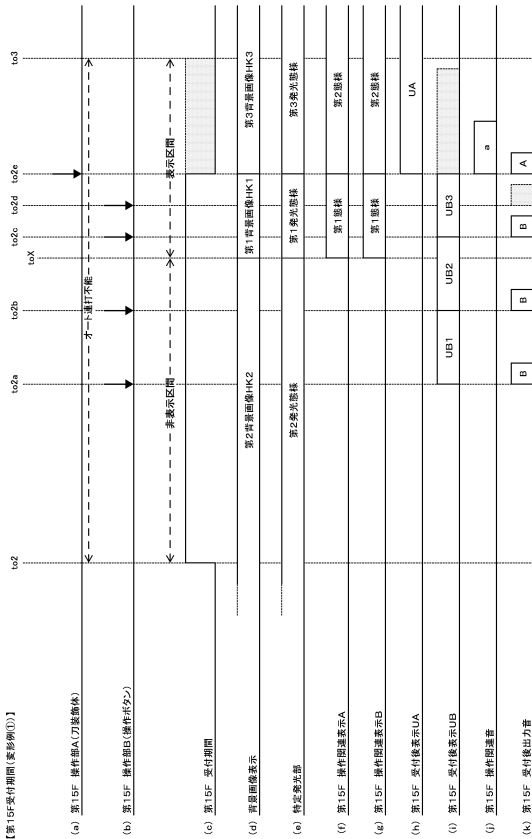 【第15F受付期間(変形例①)】
to2
to2a
to2b
toX
to2c
to2d
to2e
to3
(a) 第15F 操作部A(刀装飾体)
オート連打不能
(b) 第15F 操作部B(操作ボタン)
非表示区間
表示区間
(c) 第15F 受付期間
(d) 背景画像表示
第2背景画像HK2
第1背景画像HK1
第3背景画像HK3
(e) 特定発光部
第2発光態様
第1発光態様
第3発光態様
(f) 第15F 操作関連表示A
第1態様
第2態様
(g) 第15F 操作関連表示B
第1態様
第2態様
(h) 第15F 受付後表示UA
UA
(i) 第15F 受付後表示UB
UB1
UB2
UB3
(j) 第15F 操作関連音
a
(k) 第15F 受付後出力音
B
B
B
A